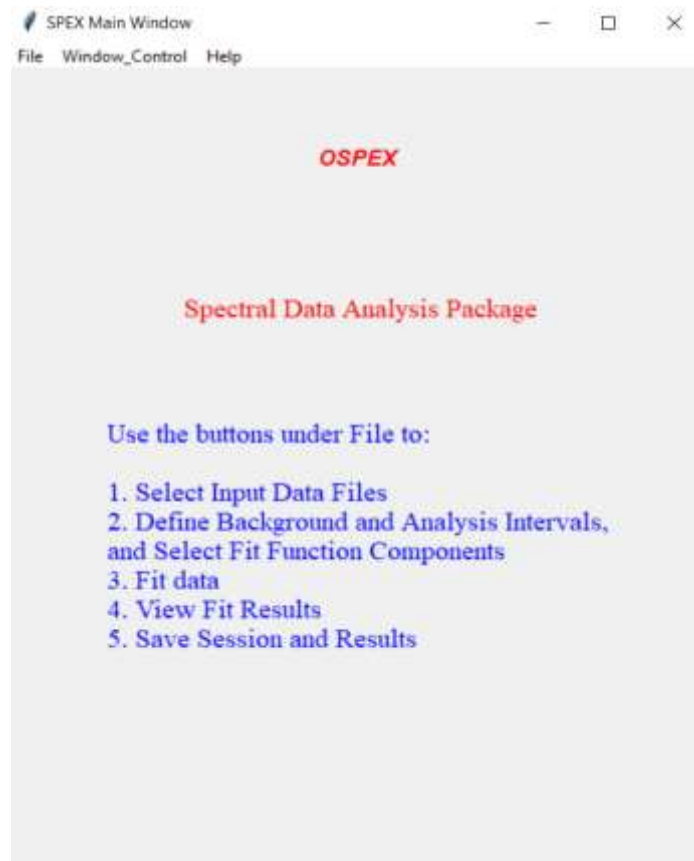 SPEX Main Window
File Window_Control Help
OSPEX
Spectral Data Analysis Package
Use the buttons under File to:
1. Select Input Data Files
2. Define Background and Analysis Intervals,
and Select Fit Function Components
3. Fit data
4. View Fit Results
5. Save Session and Results